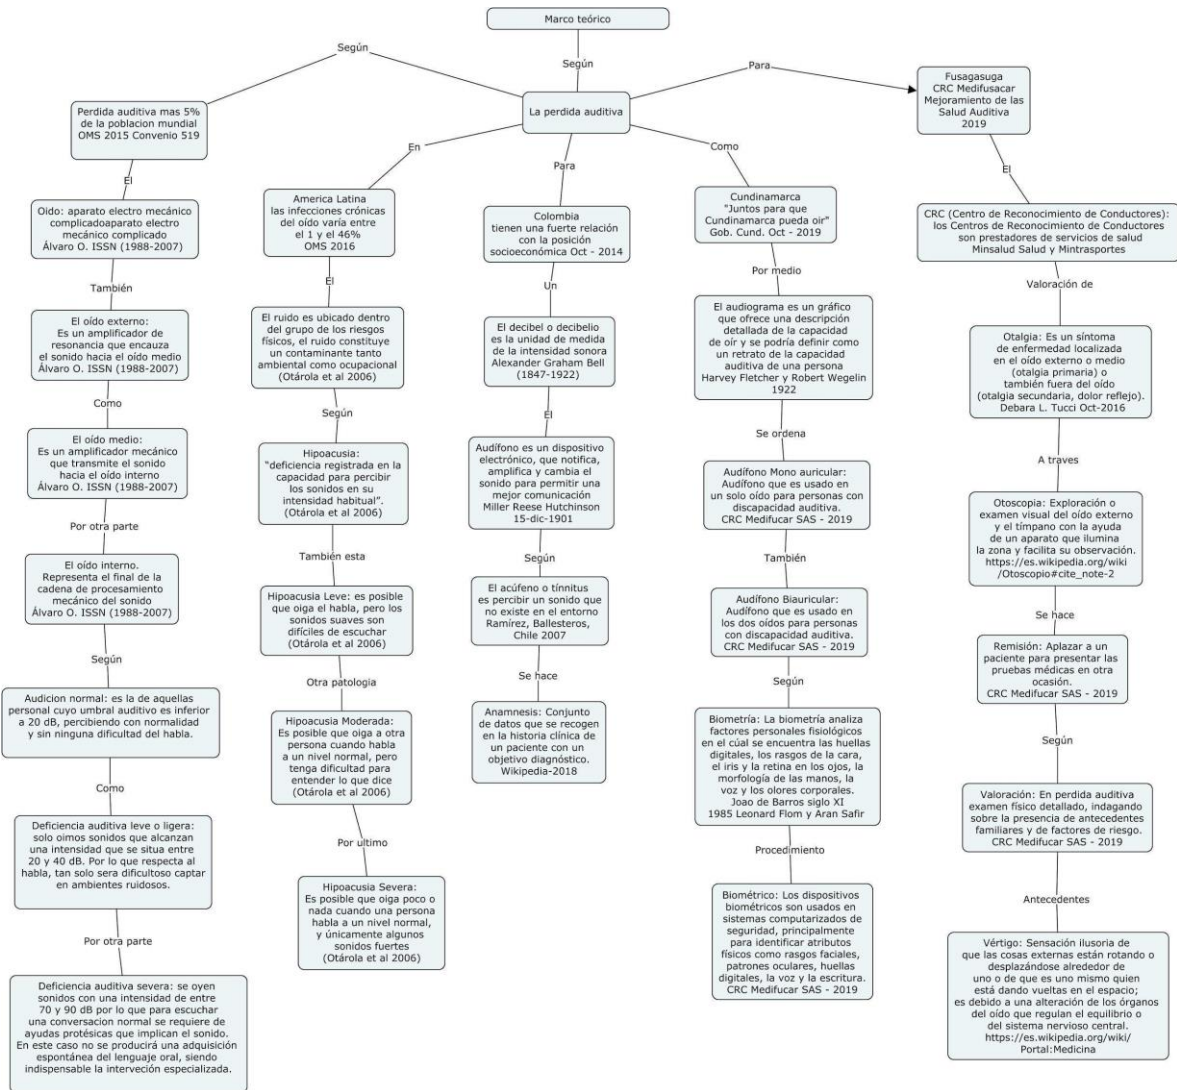 Marco teórico
Según
Según
Para
La perdida auditiva
Perdida auditiva mas 5%
de la poblacion mundial
OMS 2015 Convenio 519
El
Oido: aparato electro mecánico
complicadoaparato electro
mecánico complicado
Álvaro O. ISSN (1988-2007)
También
El oído externo:
Es un amplificador de
resonancia que encauza
el sonido hacia el oído medio
Álvaro O. ISSN (1988-2007)
Como
El oído medio:
Es un amplificador mecánico
que transmite el sonido
hacia el oído interno
Álvaro O. ISSN (1988-2007)
Por otra parte
El oído interno.
Representa el final de la
cadena de procesamiento
mecánico del sonido
Álvaro O. ISSN (1988-2007)
Según
Audicion normal: es la de aquellas
personal cuyo umbral auditivo es inferior
a 20 dB, percibiendo con normalidad
y sin ninguna dificultad del habla.
Como
Deficiencia auditiva leve o ligera:
solo oimos sonidos que alcanzan
una intensidad que se situa entre
20 y 40 dB. Por lo que respecta al
habla, tan solo sera dificultoso captar
en ambientes ruidosos.
Por otra parte
Deficiencia auditiva severa: se oyen
sonidos con una intensidad de entre
70 y 90 dB por lo que para escuchar
una conversacion normal se requiere de
ayudas protésicas que implican el sonido.
En este caso no se producirá una adquisición
espontánea del lenguaje oral, siendo
indispensable la interveción especializada.
En
America Latina
las infecciones crónicas
del oído varía entre
el 1 y el 46%
OMS 2016
El
El ruido es ubicado dentro
del grupo de los riesgos
físicos, el ruido constituye
un contaminante tanto
ambiental como ocupacional
(Otárola et al 2006)
Según
Hipoacusia:
“deficiencia registrada en la
capacidad para percibir
los sonidos en su
intensidad habitual”.
(Otárola et al 2006)
También esta
Hipoacusia Leve: es posible
que oiga el habla, pero los
sonidos suaves son
difíciles de escuchar
(Otárola et al 2006)
Otra patologia
Hipoacusia Moderada:
Es posible que oiga a otra
persona cuando habla
a un nivel normal, pero
tenga dificultad para
entender lo que dice
(Otárola et al 2006)
Por ultimo
Hipoacusia Severa:
Es posible que oiga poco o
nada cuando una persona
habla a un nivel normal,
y únicamente algunos
sonidos fuertes
(Otárola et al 2006)
Para
Colombia
tienen una fuerte relación
con la posición
socioeconómica Oct - 2014
Un
El decibel o decibelio
es la unidad de medida
de la intensidad sonora
Alexander Graham Bell
(1847-1922)
El
Audífono es un dispositivo
electrónico, que notifica,
amplifica y cambia el
sonido para permitir una
mejor comunicación
Miller Reese Hutchinson
15-dic-1901
Según
El acúfeno o tínnitus
es percibir un sonido que
no existe en el entorno
Ramírez, Ballesteros,
Chile 2007
Se hace
Anamnesis: Conjunto
de datos que se recogen
en la historia clínica de
un paciente con un
objetivo diagnóstico.
Wikipedia-2018
Como
Cundinamarca
"Juntos para que
Cundinamarca pueda oir"
Gob. Cund. Oct - 2019
Por medio
El audiograma es un gráfico
que ofrece una descripción
detallada de la capacidad
de oír y se podría definir como
un retrato de la capacidad
auditiva de una persona
Harvey Fletcher y Robert Wegelin
1922
Se ordena
Audífono Mono auricular:
Audífono que es usado en
un solo oído para personas con
discapacidad auditiva.
CRC Medifucar SAS - 2019
También
Audífono Biauricular:
Audífono que es usado en
los dos oídos para personas
con discapacidad auditiva.
CRC Medifucar SAS - 2019
Según
Biometría: La biometría analiza
factores personales fisiológicos
en el cúal se encuentra las huellas
digitales, los rasgos de la cara,
el iris y la retina en los ojos, la
morfología de las manos, la
voz y los olores corporales.
Joao de Barros siglo XI
1985 Leonard Flom y Aran Safir
Procedimiento
Biométrico: Los dispositivos
biométricos son usados en
sistemas computarizados de
seguridad, principalmente
para identificar atributos
físicos como rasgos faciales,
patrones oculares, huellas
digitales, la voz y la escritura.
CRC Medifucar SAS - 2019
Fusagasuga
CRC Medifusacar
Mejoramiento de las
Salud Auditiva
2019
El
CRC (Centro de Reconocimiento de Conductores):
los Centros de Reconocimiento de Conductores
son prestadores de servicios de salud
Minsalud Salud y Mintrasportes
Valoración de
Otalgia: Es un síntoma
de enfermedad localizada
en el oído externo o medio
(otalgia primaria) o
también fuera del oído
(otalgia secundaria, dolor reflejo).
Debara L. Tucci Oct-2016
A traves
Otoscopia: Exploración o
examen visual del oído externo
y el tímpano con la ayuda
de un aparato que ilumina
la zona y facilita su observación.
https://es.wikipedia.org/wiki
/Otoscopio#cite_note-2
Se hace
Remisión: Aplazar a un
paciente para presentar las
pruebas médicas en otra
ocasión.
CRC Medifucar SAS - 2019
Según
Valoración: En perdida auditiva
examen físico detallado, indagando
sobre la presencia de antecedentes
familiares y de factores de riesgo.
CRC Medifucar SAS - 2019
Antecedentes
Vértigo: Sensación ilusoria de
que las cosas externas están rotando o
desplazándose alrededor de
uno o de que es uno mismo quien
está dando vueltas en el espacio;
es debido a una alteración de los órganos
del oído que regulan el equilibrio o
del sistema nervioso central.
https://es.wikipedia.org/wiki/
Portal:Medicina